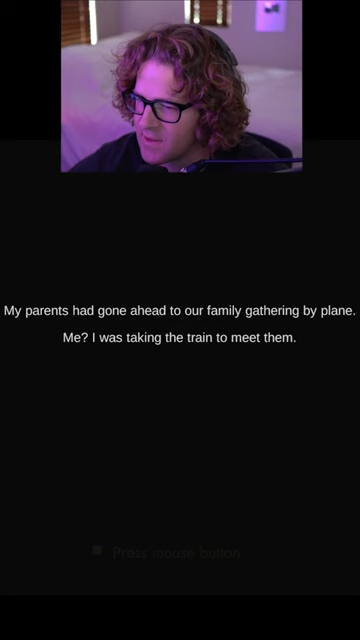 My parents had gone ahead to our family gathering by plane.
Me? I was taking the train to meet them.
Press mouse button